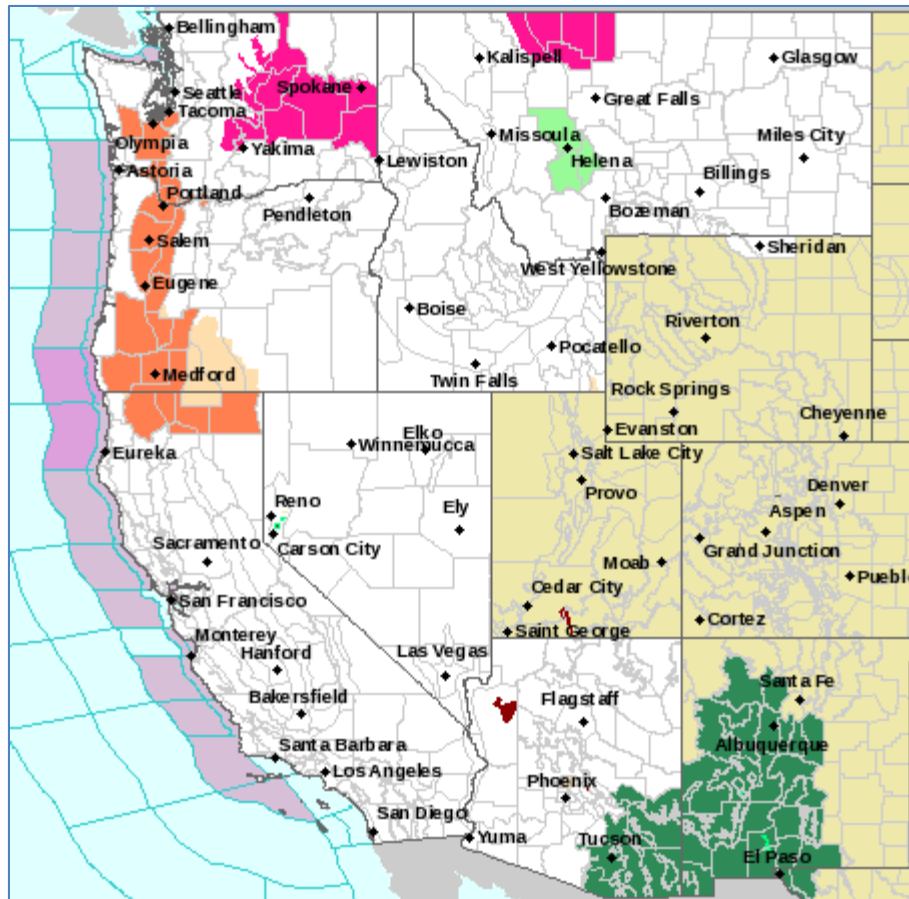 Bellingham
Kalispell
Glasgow
Seattle
Spokane
Tacoma
Great Falls
Olympia
Missoula
Miles City
Yakima
Lewiston
Helena
Astoria
Billings
Portland
Pendleton
Bozeman
Salem
Sheridan
West Yellowstone
Eugene
Boise
Riverton
Pocatello
Medford
Twin Falls
Rock Springs
Cheyenne
Evanston
Elko
Winnemucca
Eureka
Salt Lake City
Provo
Denver
Reno
Ely
Aspen
Sacramento
Carson City
Grand Junction
Moab
Puebl
Cedar City
San Francisco
Cortez
Saint George
Monterey
Hanford
Las Vegas
Santa Fe
Bakersfield
Flagstaff
Albuquerque
Santa Barbara
Los Angeles
Phoenix
San Diego
Yuma
Tucson
El Paso